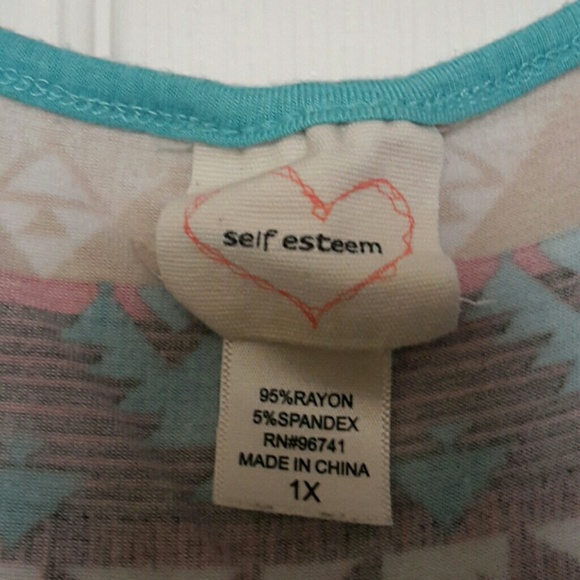 self esteem
95%RAYON
5%SPANDEX
RN#96741
MADE IN CHINA
1X